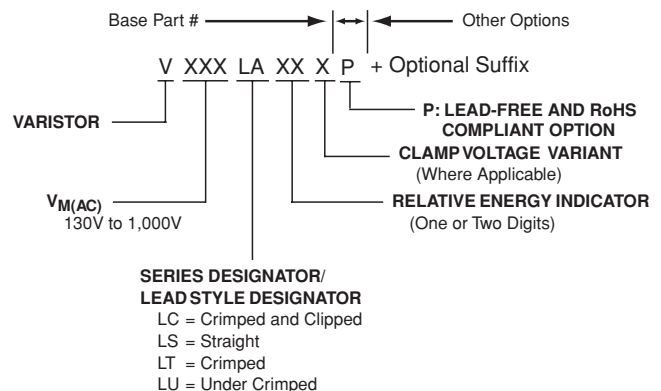 Base Part #
Other Options
V XXX LA XX X P + Optional Suffix
P: LEAD-FREE AND RoHS
COMPLIANT OPTION
VARISTOR
CLAMP VOLTAGE VARIANT
(Where Applicable)
VM(AC)
130V to 1,000V
RELATIVE ENERGY INDICATOR
(One or Two Digits)
SERIES DESIGNATOR/
LEAD STYLE DESIGNATOR
LC = Crimped and Clipped
LS = Straight
LT = Crimped
LU = Under Crimped